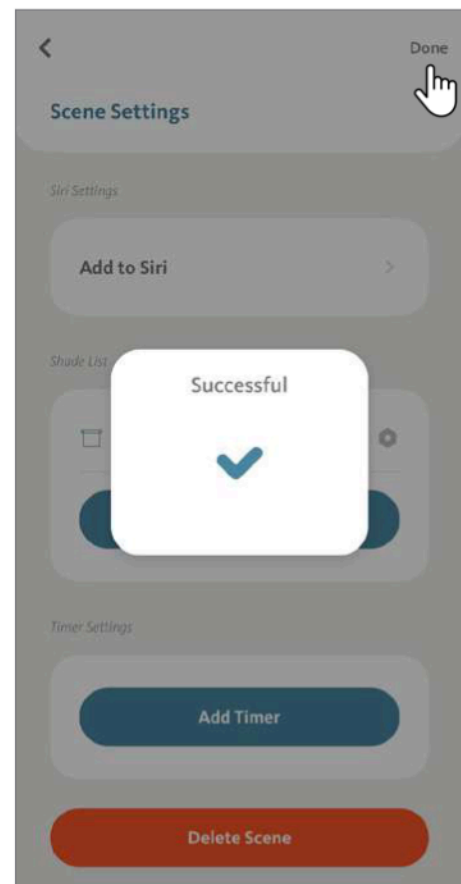 Done
Scene Settings
Siri Settings
Add to Siri
Shade List
Successful
Timer Settings
Add Timer
Delete Scene